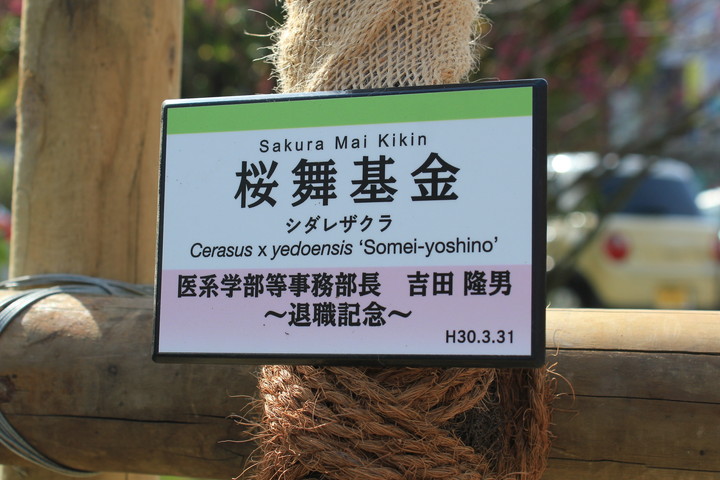 Sakura Mai Kikin
桜舞基金
シダレザクラ
Cerasus x yedoensis ‘Somei-yoshino’
医系学部等事務部長　吉田 隆男
～退職記念～
H30.3.31